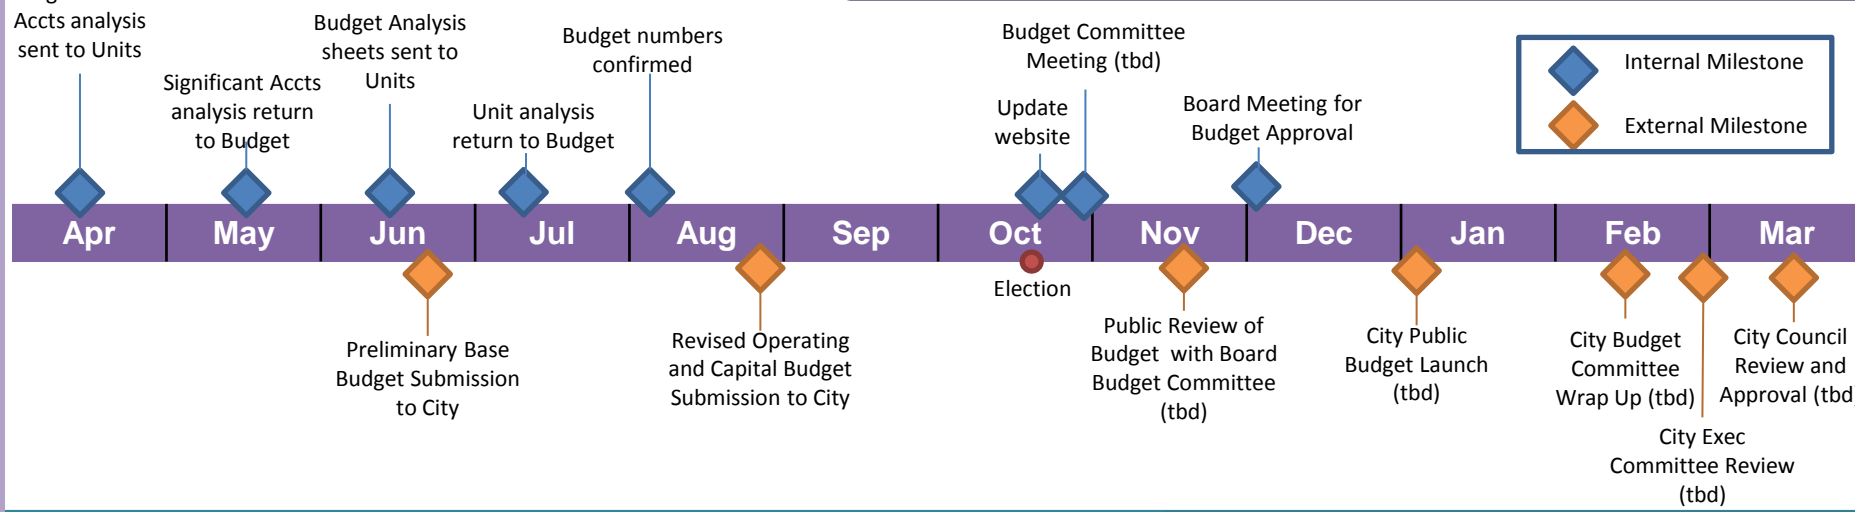 Accts analysis
sent to Units
Significant Accts
analysis return
to Budget
Budget Analysis
sheets sent to
Units
Unit analysis
return to Budget
Budget numbers
confirmed
Update
website
Budget Committee
Meeting (tbd)
Board Meeting for
Budget Approval
Internal Milestone
External Milestone
Apr May Jun Jul Aug Sep Oct Nov Dec Jan Feb Mar
Preliminary Base
Budget Submission
to City
Revised Operating
and Capital Budget
Submission to City
Election
Public Review of
Budget with Board
Budget Committee
(tbd)
City Public
Budget Launch
(tbd)
City Budget
Committee
Wrap Up (tbd)
City Exec
Committee Review
(tbd)
City Council
Review and
Approval (tbd